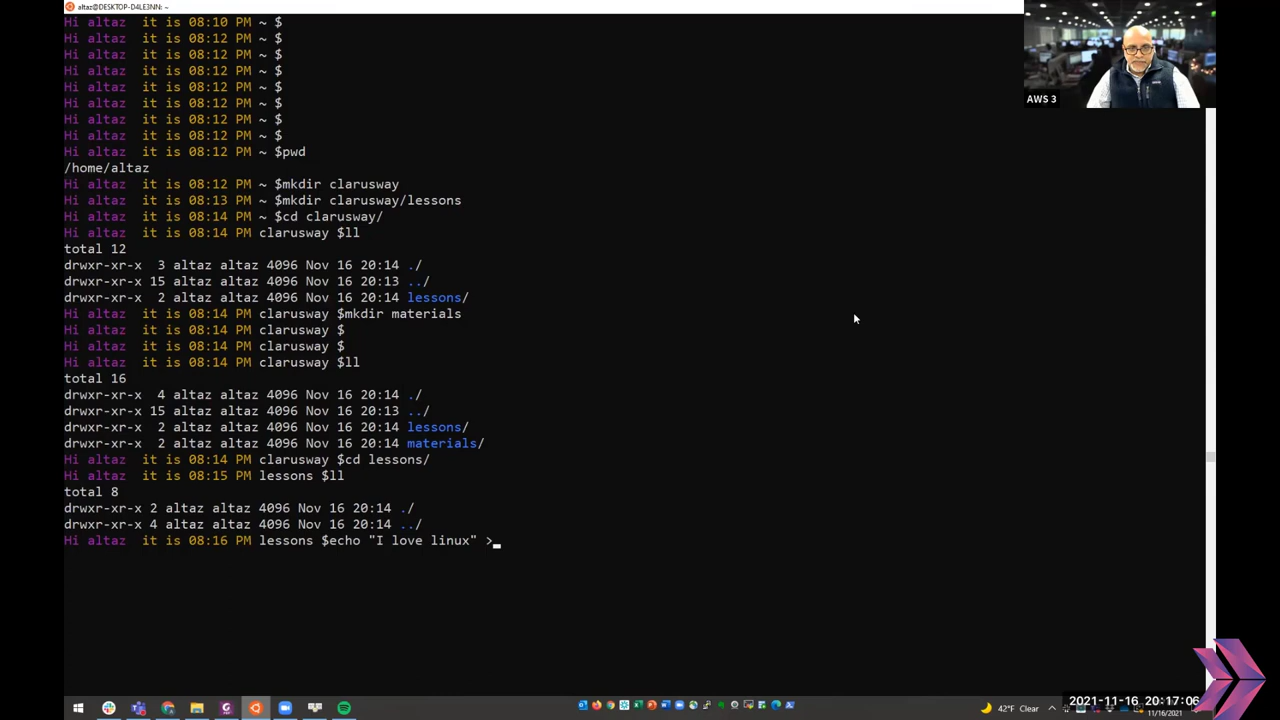 altaz@DESKTOP-D4LE3NN: ~
Hi altaz it is 08:10 PM ~ $
Hi altaz it is 08:12 PM ~ $
Hi altaz it is 08:12 PM ~ $
Hi altaz it is 08:12 PM ~ $
Hi altaz it is 08:12 PM ~ $
Hi altaz it is 08:12 PM ~ $
Hi altaz it is 08:12 PM ~ $
Hi altaz it is 08:12 PM ~ $
Hi altaz it is 08:12 PM ~ $pwd
/home/altaz
Hi altaz it is 08:12 PM ~ $mkdir clarusway
Hi altaz it is 08:13 PM ~ $mkdir clarusway/lessons
Hi altaz it is 08:14 PM ~ $cd clarusway/
Hi altaz it is 08:14 PM clarusway $ll
total 12
drwxr-xr-x 3 altaz altaz 4096 Nov 16 20:14 ./
drwxr-xr-x 15 altaz altaz 4096 Nov 16 20:13 ../
drwxr-xr-x 2 altaz altaz 4096 Nov 16 20:14 lessons/
Hi altaz it is 08:14 PM clarusway $mkdir materials
Hi altaz it is 08:14 PM clarusway $
Hi altaz it is 08:14 PM clarusway $
Hi altaz it is 08:14 PM clarusway $ll
total 16
drwxr-xr-x 4 altaz altaz 4096 Nov 16 20:14 ./
drwxr-xr-x 15 altaz altaz 4096 Nov 16 20:13 ../
drwxr-xr-x 2 altaz altaz 4096 Nov 16 20:14 lessons/
drwxr-xr-x 2 altaz altaz 4096 Nov 16 20:14 materials/
Hi altaz it is 08:14 PM clarusway $cd lessons/
Hi altaz it is 08:15 PM lessons $ll
total 8
drwxr-xr-x 2 altaz altaz 4096 Nov 16 20:14 ./
drwxr-xr-x 4 altaz altaz 4096 Nov 16 20:14 ../
Hi altaz it is 08:16 PM lessons $echo "I love linux" >_
AWS 3
42°F Clear
2021-11-16 20:17:06
11/16/2021